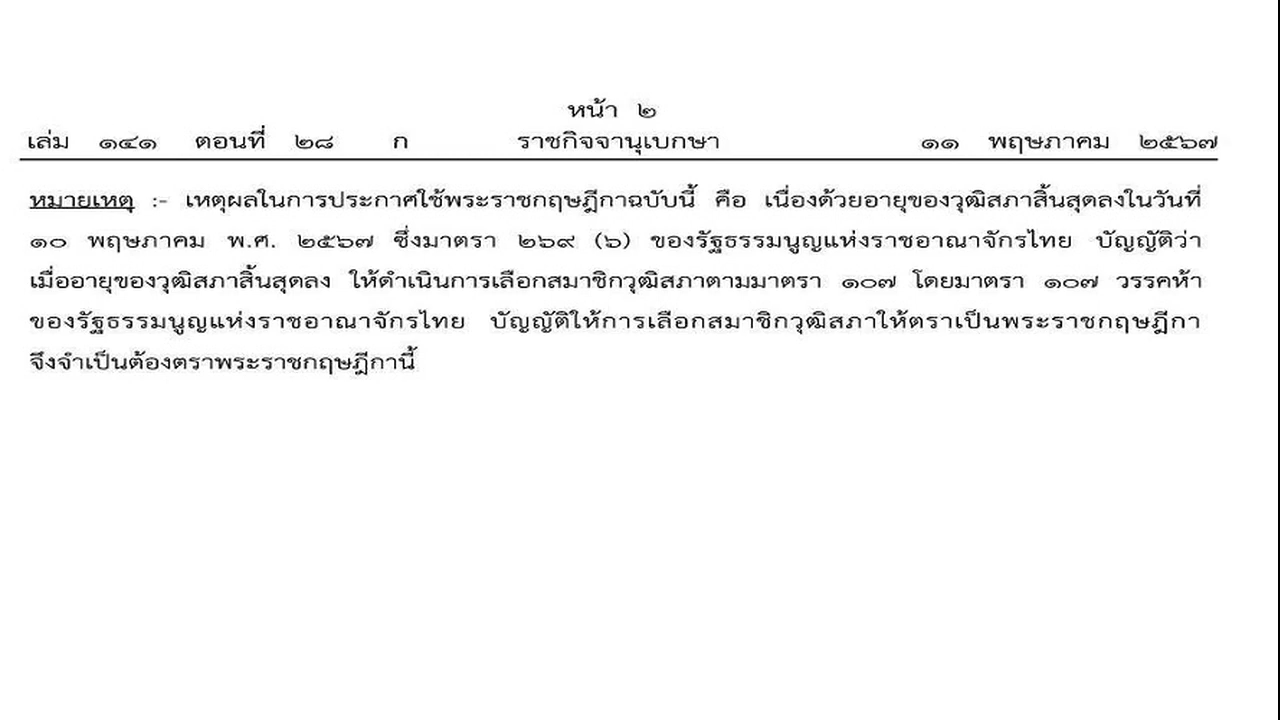 หน้า ๒
เล่ม ๑๔๑ ตอนที่ ๒๘ ก ราชกิจจานุเบกษา ๑๑ พฤษภาคม ๒๕๖๗
หมายเหตุ :- เหตุผลในการประกาศใช้พระราชกฤษฎีกาฉบับนี้ คือ เนื่องด้วยอายุของวุฒิสภาสิ้นสุดลงในวันที่
๑๐ พฤษภาคม พ.ศ. ๒๕๖๗ ซึ่งมาตรา ๒๖๙ (๖) ของรัฐธรรมนูญแห่งราชอาณาจักรไทย บัญญัติว่า
เมื่ออายุของวุฒิสภาสิ้นสุดลง ให้ดำเนินการเลือกสมาชิกวุฒิสภาตามมาตรา ๑๐๗ โดยมาตรา ๑๐๗ วรรคห้า
ของรัฐธรรมนูญแห่งราชอาณาจักรไทย บัญญัติให้การเลือกสมาชิกวุฒิสภาให้ตราเป็นพระราชกฤษฎีกา
จึงจำเป็นต้องตราพระราชกฤษฎีกานี้